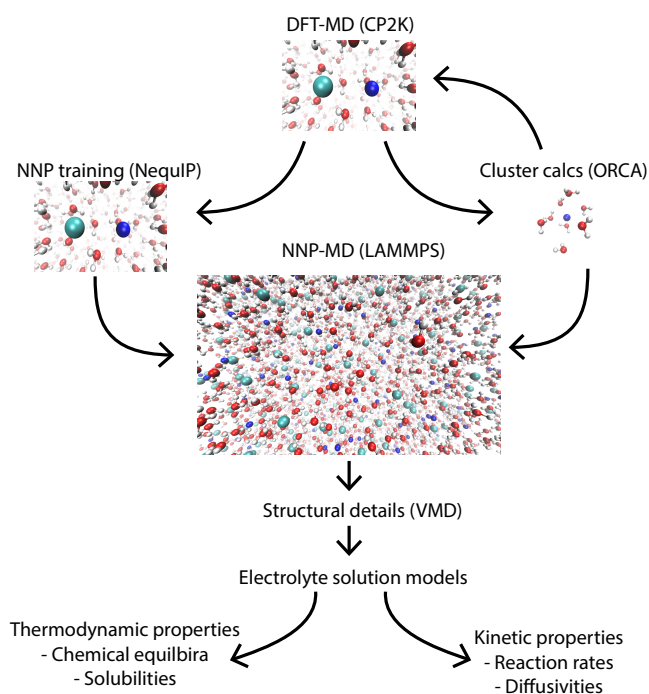 DFT-MD (CP2K)
NNP training (NequIP)
Cluster calcs (ORCA)
NNP-MD (LAMMPS)
Structural details (VMD)
Electrolyte solution models
Thermodynamic properties
- Chemical equilbira
- Solubilities
Kinetic properties
- Reaction rates
- Diffusivities